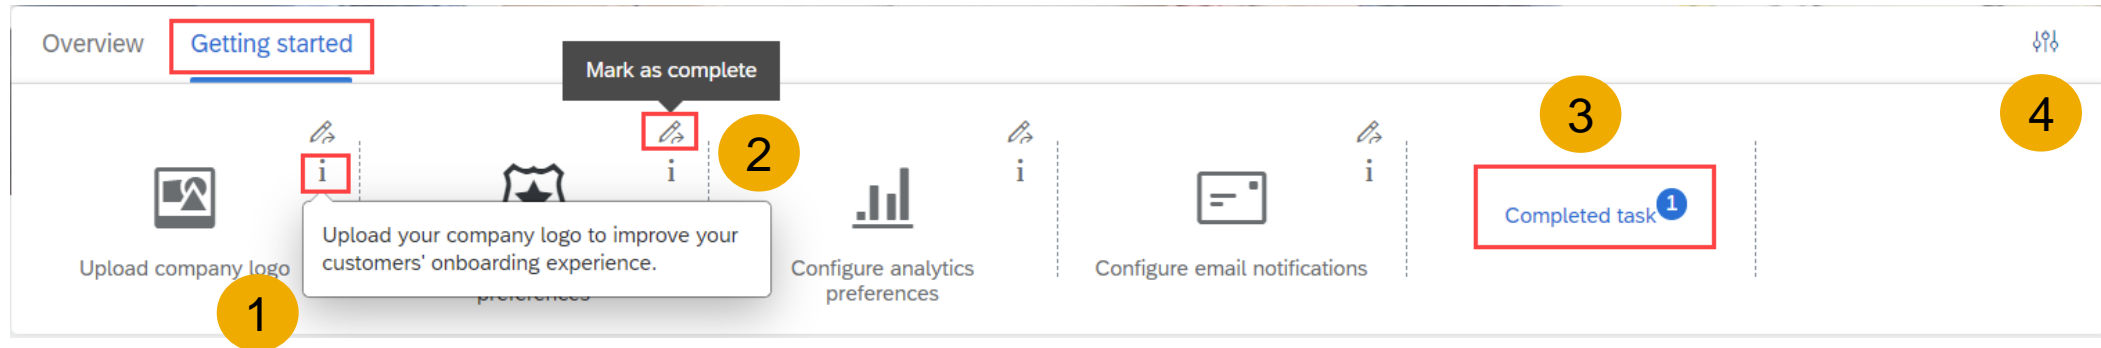 Overview
Getting started
Mark as complete
3
4
2
i
i
i
i
Upload your company logo to improve your
customers' onboarding experience.
Completed task 1
Upload company logo
Configure analytics
preferences
Configure email notifications
preferences
1